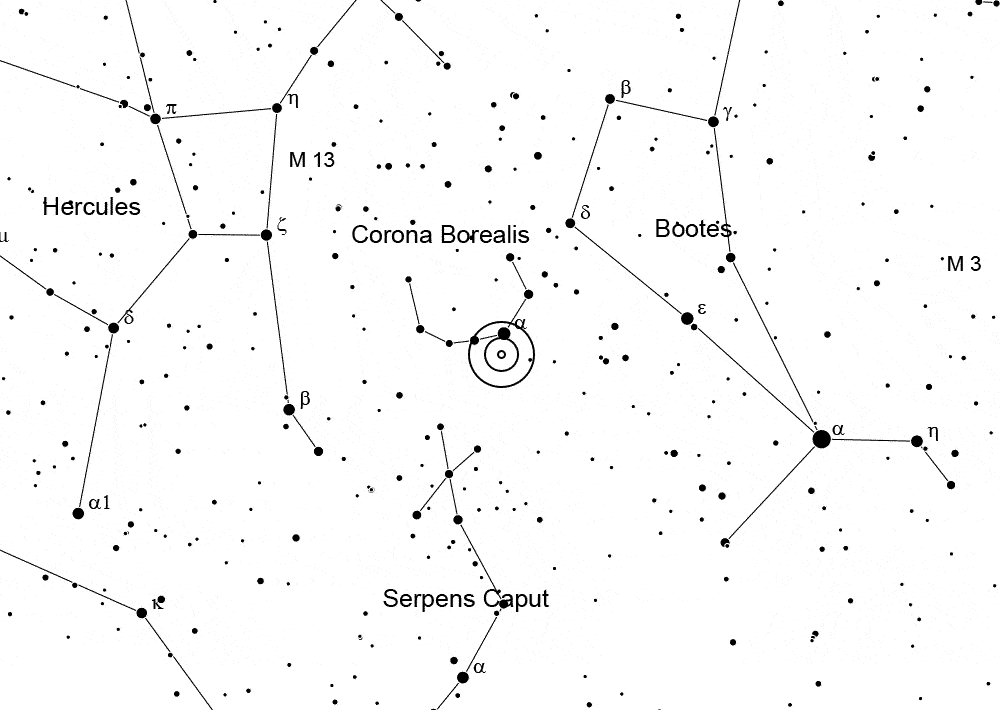 β
γ
π
η
M 13
Hercules
δ
ζ
Corona Borealis
Bootes
μ
M 3
ε
δ
α
β
α
η
α1
κ
Serpens Caput
α